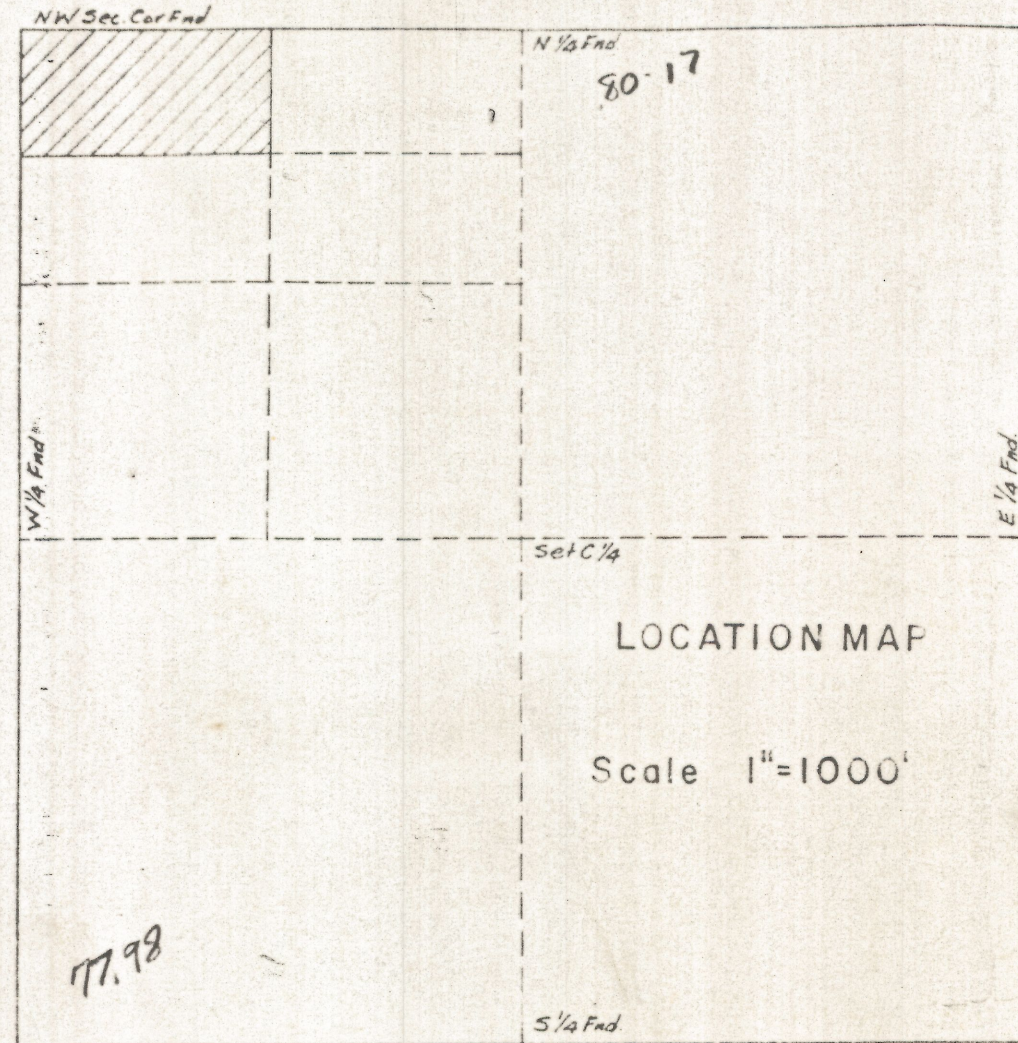 NW Sec. Cor Fnd
N 1/4 Fnd.
80-17
W 1/4 Fnd
E 1/4 Fnd.
Set C 1/4
LOCATION MAP
Scale 1"=1000'
77.98
S 1/4 Fnd.